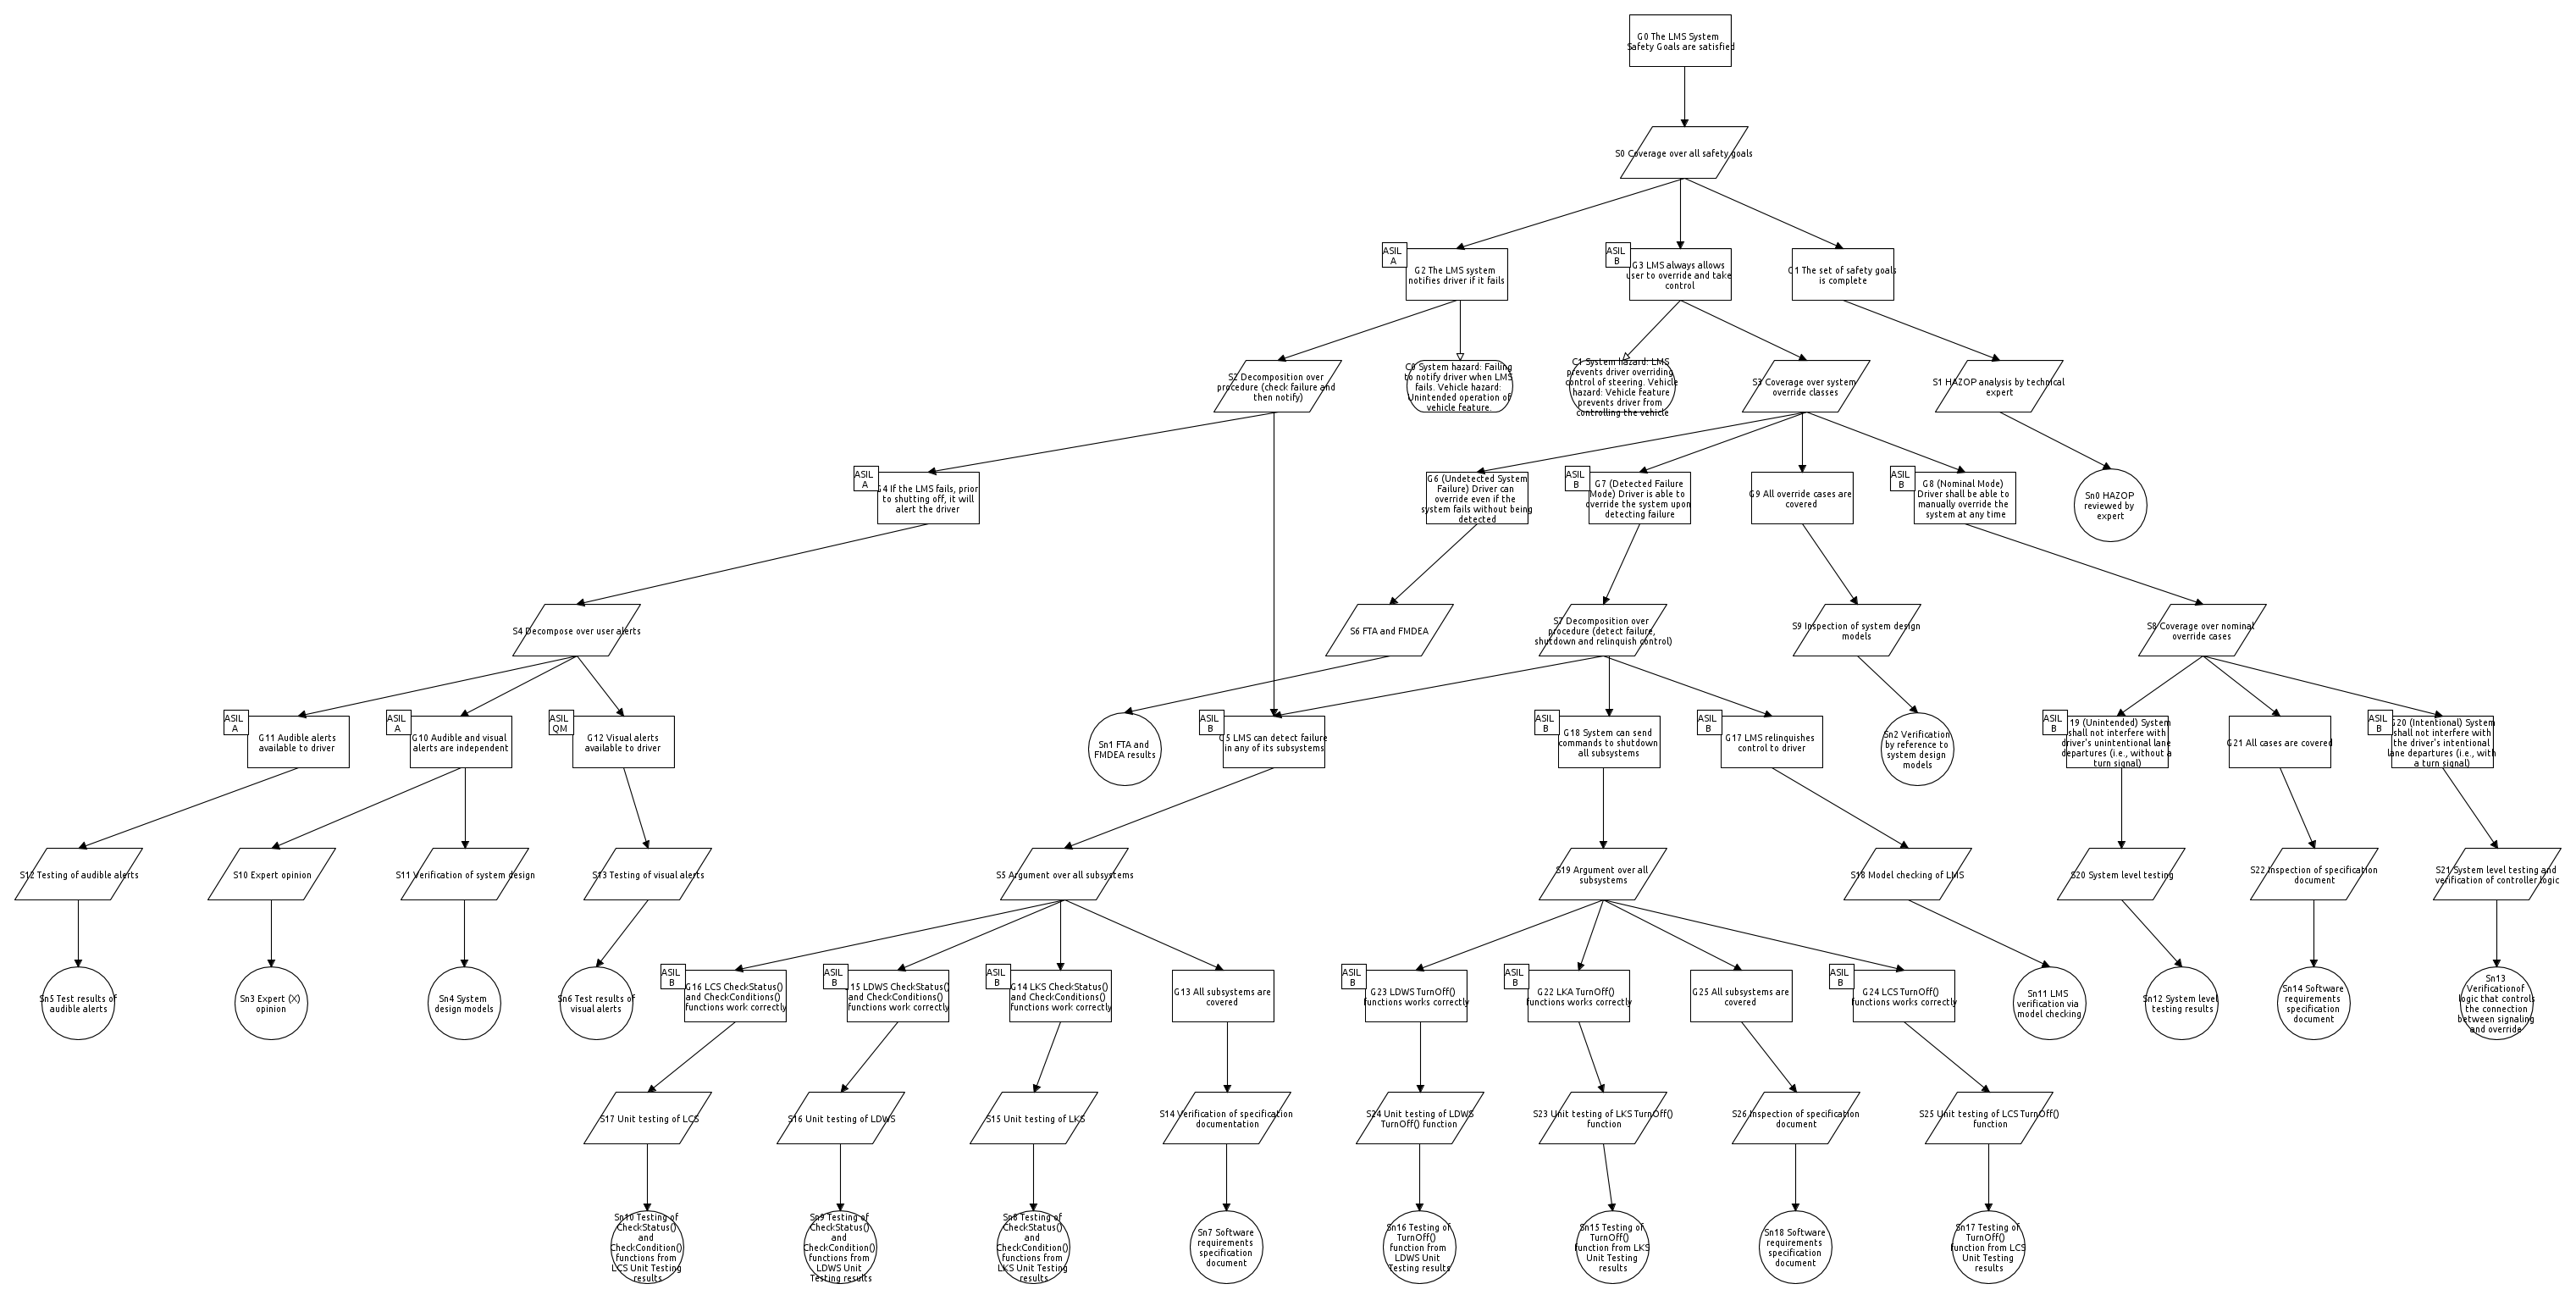 G0 The LMS System
Safety Goals are satisfied
S0 Coverage over all safety goals
ASIL
A
G2 The LMS system
notifies driver if it fails
ASIL
B
G3 LMS always allows
user to override and take
control
G1 The set of safety goals
is complete
S2 Decomposition over
procedure (check failure and
then notify)
C0 System hazard: Failing
to notify driver when LMS
fails. Vehicle hazard:
Unintended operation of
vehicle feature.
C1 System hazard: LMS
prevents driver overriding
control of steering. Vehicle
hazard: Vehicle feature
prevents driver from
controlling the vehicle
S3 Coverage over system
override classes
S1 HAZOP analysis by technical
expert
ASIL
A
G4 If the LMS fails, prior
to shutting off, it will
alert the driver
G6 (Undetected System
Failure) Driver can
override even if the
system fails without being
detected
ASIL
B
G7 (Detected Failure
Mode) Driver is able to
override the system upon
detecting failure
G9 All override cases are
covered
ASIL
B
G8 (Nominal Mode)
Driver shall be able to
manually override the
system at any time
Sn0 HAZOP
reviewed by
expert
S4 Decompose over user alerts
S6 FTA and FMDEA
S7 Decomposition over
procedure (detect failure,
shutdown and relinquish control)
S9 Inspection of system design
models
S8 Coverage over nominal
override cases
ASIL
A
G11 Audible alerts
available to driver
ASIL
A
G10 Audible and visual
alerts are independent
ASIL
QM
G12 Visual alerts
available to driver
Sn1 FTA and
FMDEA results
ASIL
B
G5 LMS can detect failure
in any of its subsystems
ASIL
B
G18 System can send
commands to shutdown
all subsystems
ASIL
B
G17 LMS relinquishes
control to driver
Sn2 Verification
by reference to
system design
models
ASIL
B
G19 (Unintended) System
shall not interfere with
driver's unintentional lane
departures (i.e., without a
turn signal)
G21 All cases are covered
ASIL
B
G20 (Intentional) System
shall not interfere with
the driver's intentional
lane departures (i.e., with
a turn signal)
S12 Testing of audible alerts
S10 Expert opinion
S11 Verification of system design
S13 Testing of visual alerts
S5 Argument over all subsystems
S19 Argument over all
subsystems
S18 Model checking of LMS
S20 System level testing
S22 Inspection of specification
document
S21 System level testing and
verification of controller logic
Sn5 Test results of
audible alerts
Sn3 Expert (X)
opinion
Sn4 System
design models
Sn6 Test results of
visual alerts
ASIL
B
G16 LCS CheckStatus()
and CheckConditions()
functions work correctly
ASIL
B
G15 LDWS CheckStatus()
and CheckConditions()
functions work correctly
ASIL
B
G14 LKS CheckStatus()
and CheckConditions()
functions work correctly
G13 All subsystems are
covered
ASIL
B
G23 LDWS TurnOff()
functions works correctly
ASIL
B
G22 LKA TurnOff()
functions works correctly
G25 All subsystems are
covered
ASIL
B
G24 LCS TurnOff()
functions works correctly
Sn11 LMS
verification via
model checking
Sn12 System level
testing results
Sn14 Software
requirements
specification
document
Sn13
Verificationof
logic that controls
the connection
between signaling
and override
S17 Unit testing of LCS
S16 Unit testing of LDWS
S15 Unit testing of LKS
S14 Verification of specification
documentation
S24 Unit testing of LDWS
TurnOff() function
S23 Unit testing of LKS TurnOff()
function
S26 Inspection of specification
document
S25 Unit testing of LCS TurnOff()
function
Sn10 Testing of
CheckStatus()
and
CheckCondition()
functions from
LCS Unit Testing
results
Sn9 Testing of
CheckStatus()
and
CheckCondition()
functions from
LDWS Unit
Testing results
Sn8 Testing of
CheckStatus()
and
CheckCondition()
functions from
LKS Unit Testing
results
Sn7 Software
requirements
specification
document
Sn16 Testing of
TurnOff()
function from
LDWS Unit
Testing results
Sn15 Testing of
TurnOff()
function from LKS
Unit Testing
results
Sn18 Software
requirements
specification
document
Sn17 Testing of
TurnOff()
function from LCS
Unit Testing
results